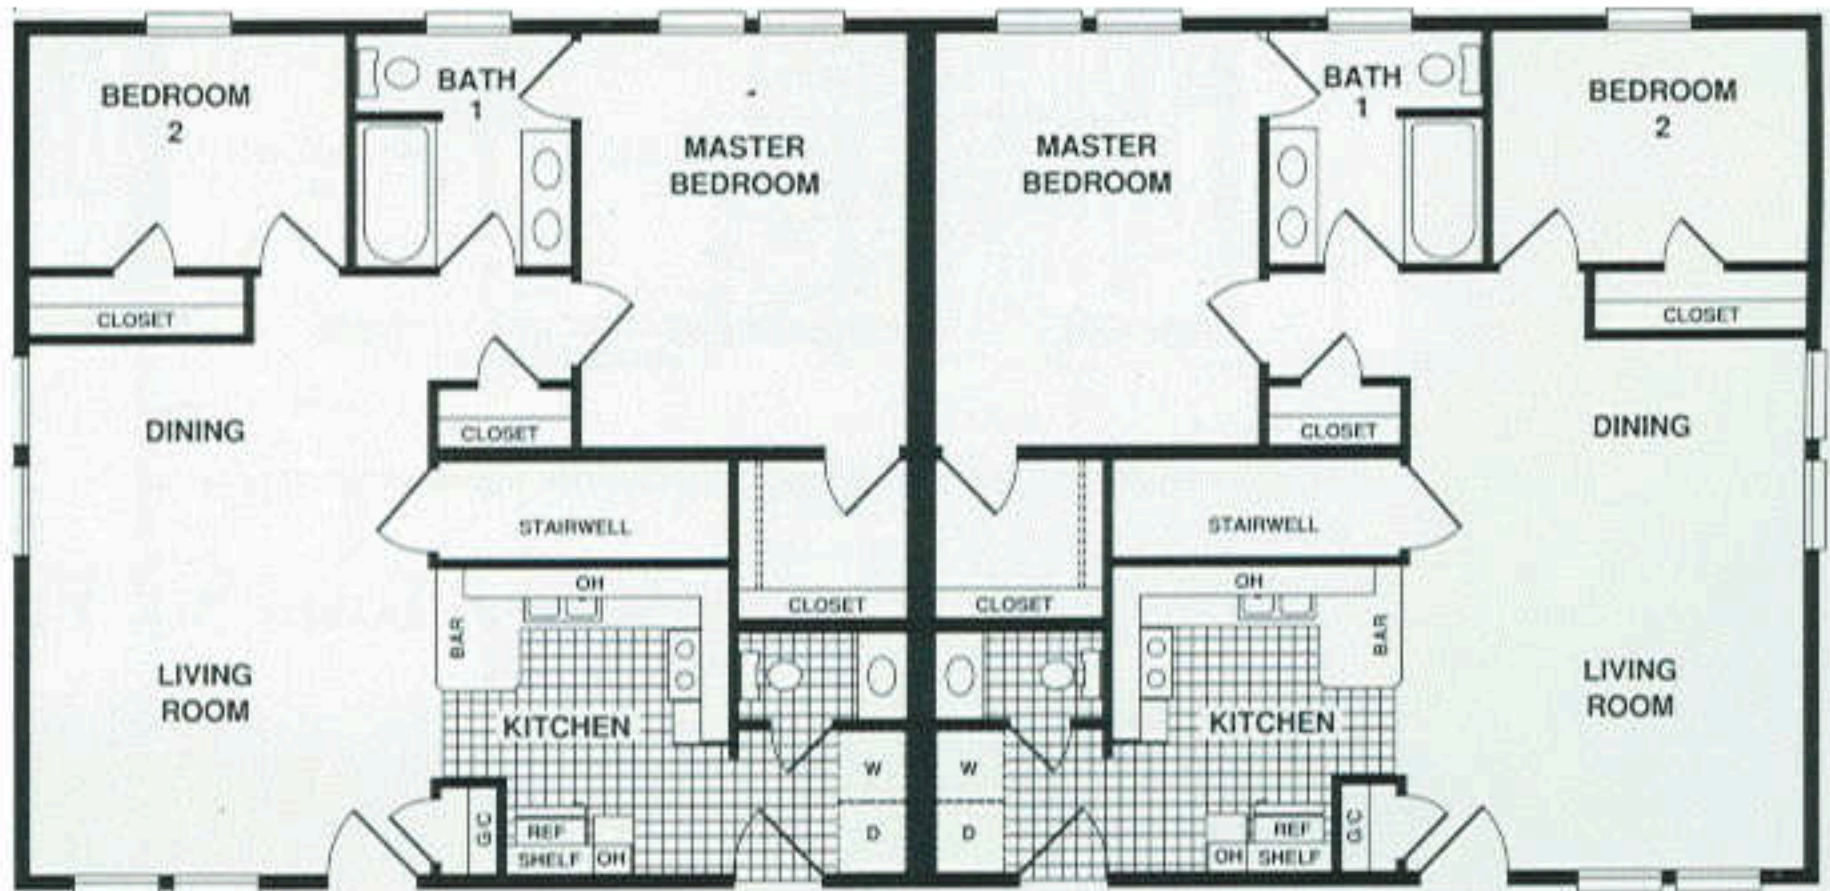 BEDROOM
2
BATH
1
MASTER
BEDROOM
MASTER
BEDROOM
BATH
1
BEDROOM
2
CLOSET
CLOSET
DINING
CLOSET
CLOSET
DINING
STAIRWELL
STAIRWELL
OH
OH
CLOSET
CLOSET
BAR
BAR
LIVING
ROOM
LIVING
ROOM
KITCHEN
KITCHEN
W
W
D
D
GC
REF
SHELF
OH
OH
REF
SHELF
GC